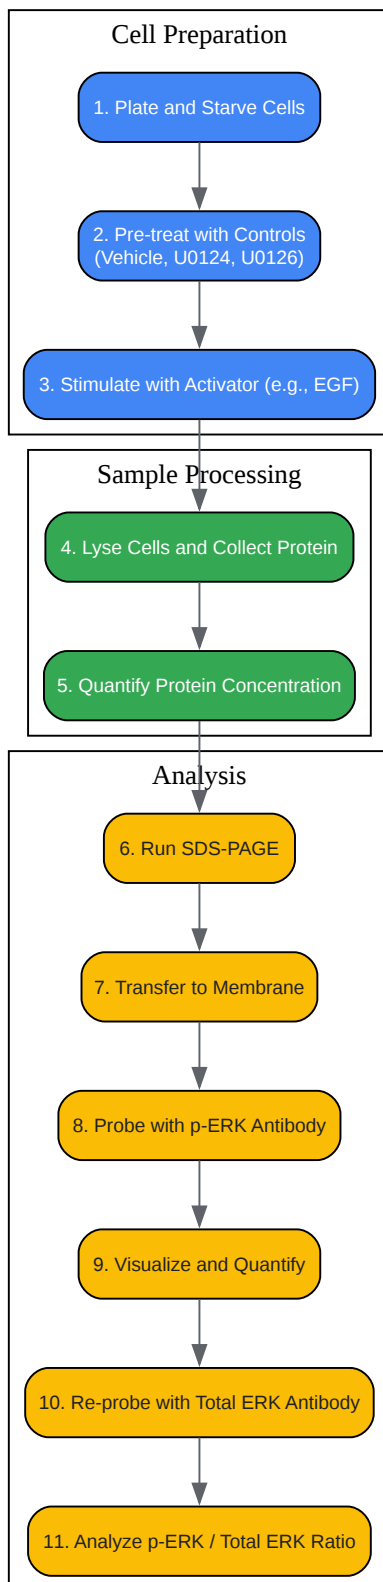 Cell Preparation
1. Plate and Starve Cells
2. Pre-treat with Controls
(Vehicle, U0124, U0126)
3. Stimulate with Activator (e.g., EGF)
Sample Processing
4. Lyse Cells and Collect Protein
5. Quantify Protein Concentration
Analysis
6. Run SDS-PAGE
7. Transfer to Membrane
8. Probe with p-ERK Antibody
9. Visualize and Quantify
10. Re-probe with Total ERK Antibody
11. Analyze p-ERK / Total ERK Ratio